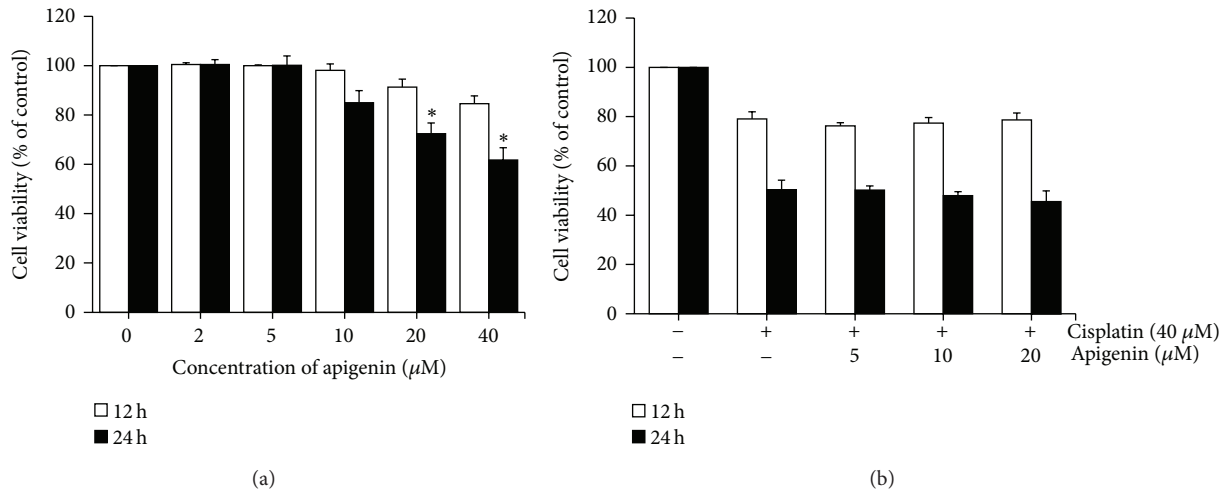 120
100
80
60
40
20
0
Cell viability (% of control)
*
*
0 2 5 10 20 40
Concentration of apigenin (μM)
12 h
24 h
(a)
120
100
80
60
40
20
0
Cell viability (% of control)
− + + + + Cisplatin (40 μM)
− − 5 10 20 Apigenin (μM)
12 h
24 h
(b)